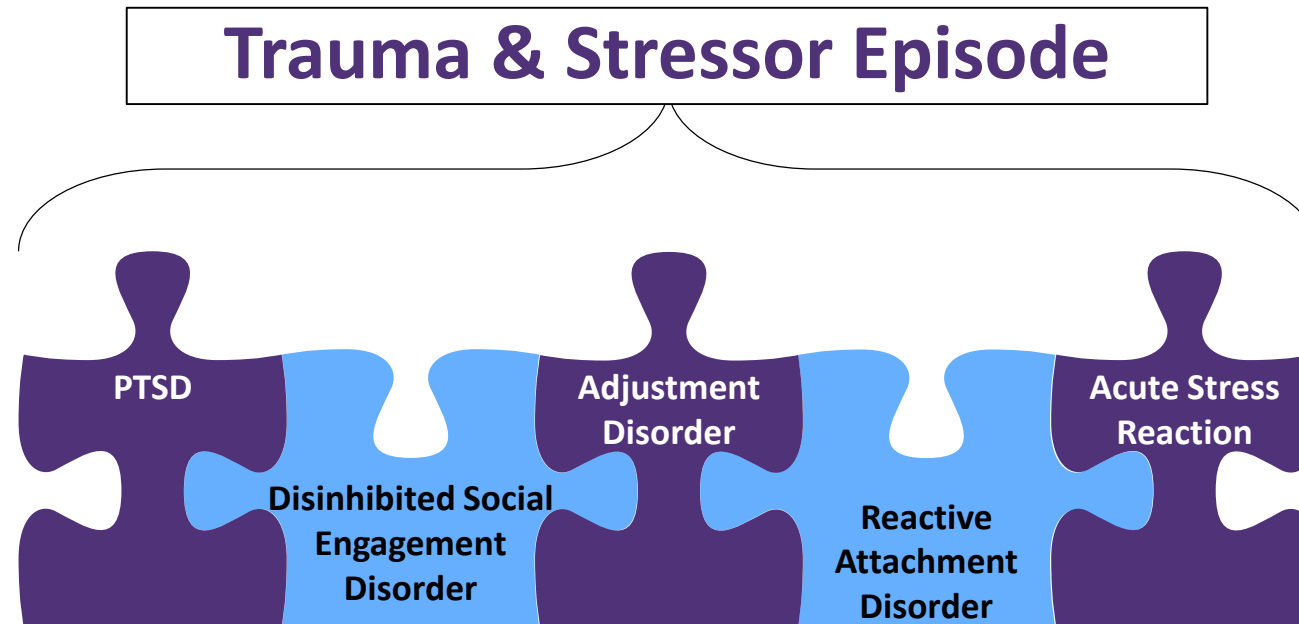 Trauma & Stressor Episode
PTSD
Disinhibited Social
Engagement
Disorder
Adjustment
Disorder
Reactive
Attachment
Disorder
Acute Stress
Reaction